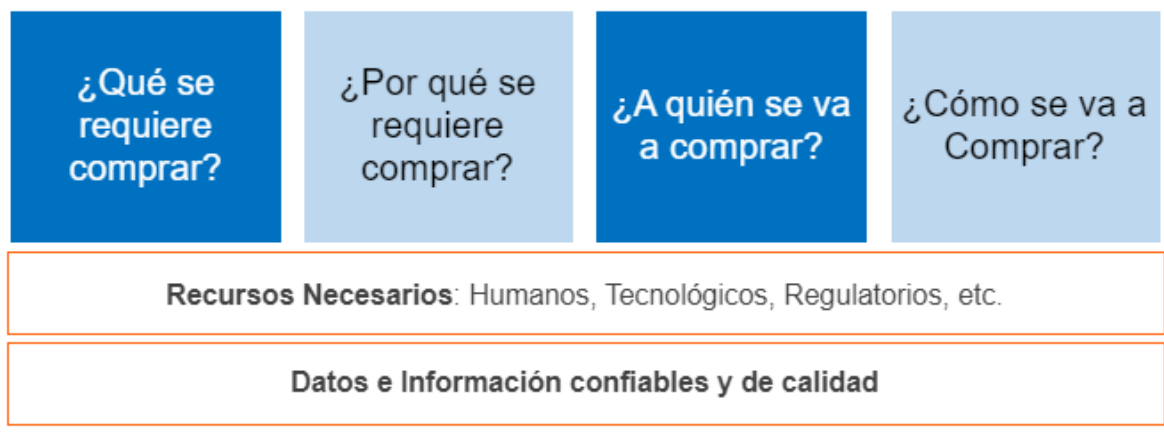 ¿Qué se
requiere
comprar?
¿Por qué se
requiere
comprar?
¿A quién se va
a comprar?
¿Cómo se va a
Comprar?
Recursos Necesarios: Humanos, Tecnológicos, Regulatorios, etc.
Datos e Información confiables y de calidad